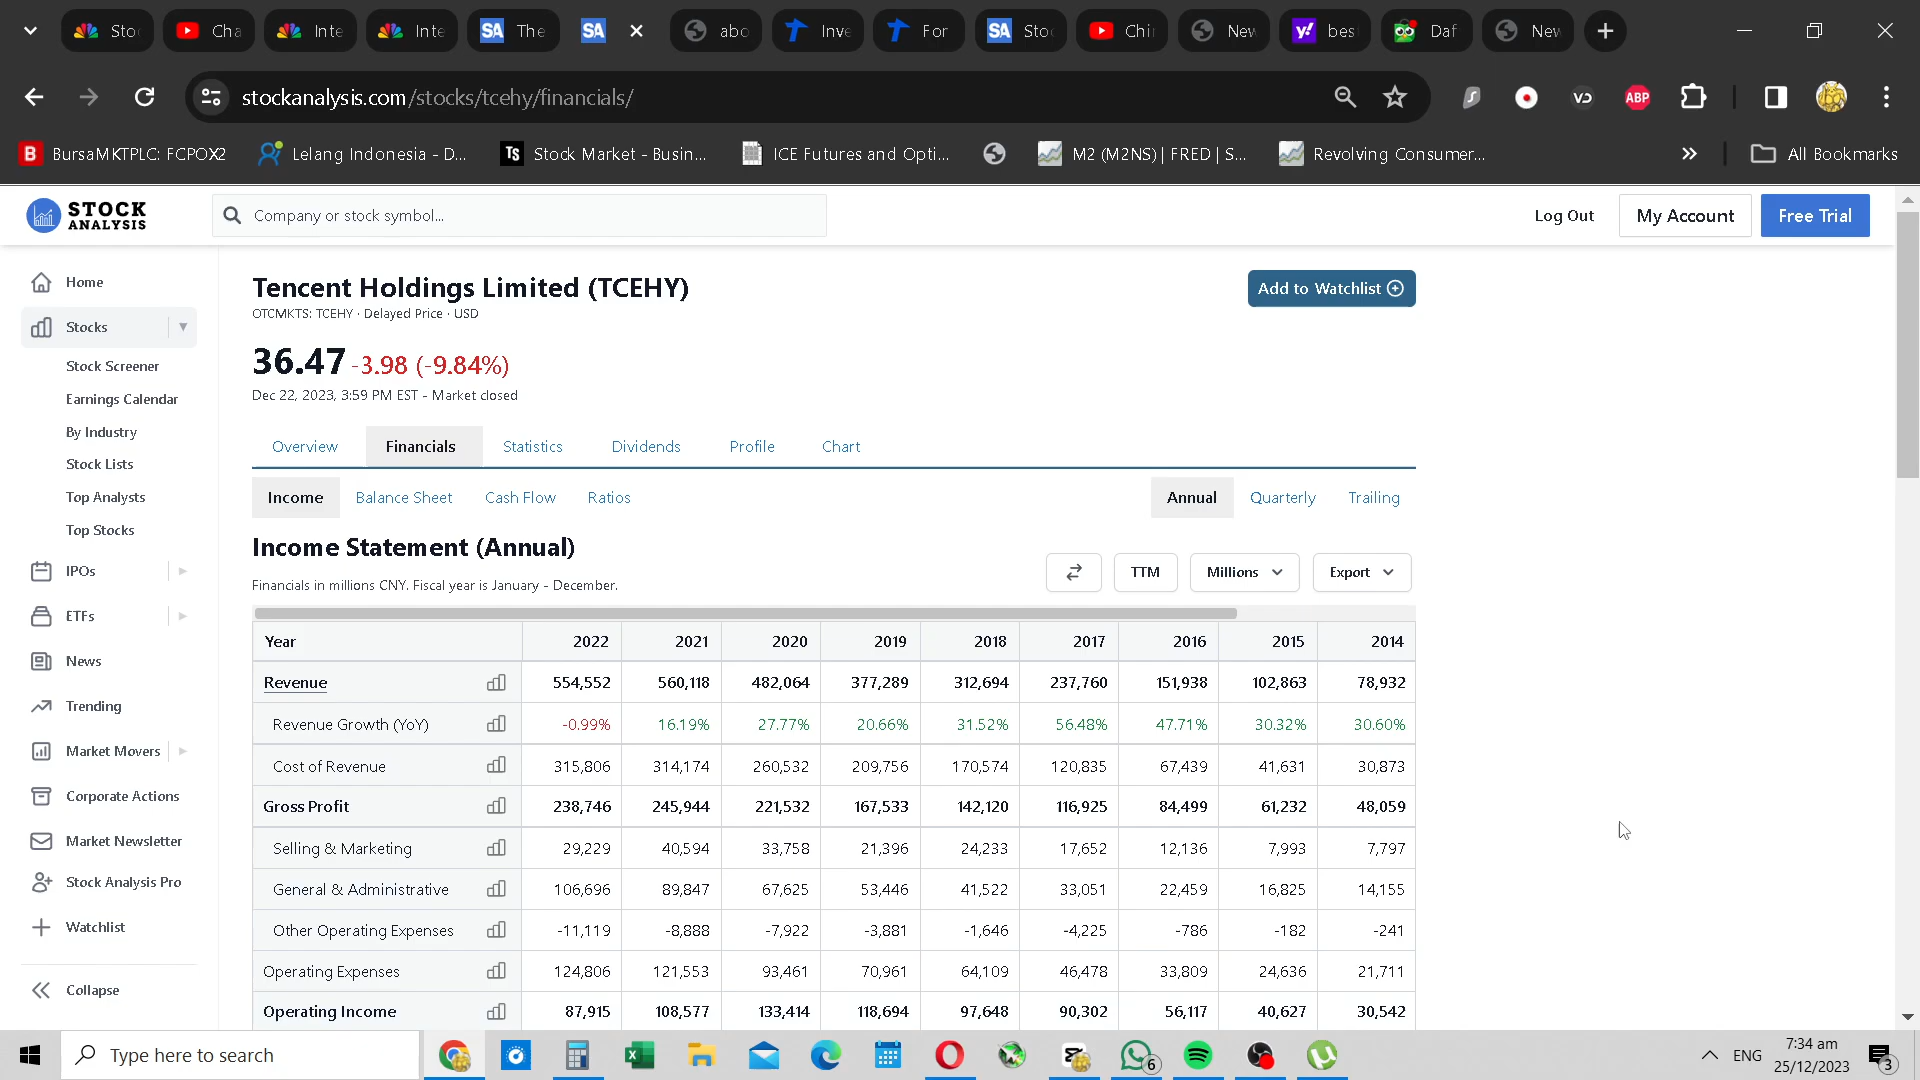 Sto
Cha
Inte
Inte
The
abo
Inve
For
Sto
Chi
New
bes
Daf
New
stockanalysis.com/stocks/tcehy/financials/
BursaMKTPLC: FCPOX2
Lelang Indonesia - D...
Stock Market - Busin...
ICE Futures and Opti...
M2 (M2NS) | FRED | S...
Revolving Consumer...
All Bookmarks
STOCK
ANALYSIS
Company or stock symbol...
Log Out
My Account
Free Trial
Home
Stocks
Stock Screener
Earnings Calendar
By Industry
Stock Lists
Top Analysts
Top Stocks
IPOs
ETFs
News
Trending
Market Movers
Corporate Actions
Market Newsletter
Stock Analysis Pro
Watchlist
Collapse
Tencent Holdings Limited (TCEHY)
OTCMKTS: TCEHY · Delayed Price · USD
Add to Watchlist
36.47 -3.98 (-9.84%)
Dec 22, 2023, 3:59 PM EST - Market closed
Overview Financials Statistics Dividends Profile Chart
Income Balance Sheet Cash Flow Ratios Annual Quarterly Trailing
Income Statement (Annual)
Financials in millions CNY. Fiscal year is January - December.
TTM Millions Export
Year 2022 2021 2020 2019 2018 2017 2016 2015 2014
Revenue 554,552 560,118 482,064 377,289 312,694 237,760 151,938 102,863 78,932
Revenue Growth (YoY) -0.99% 16.19% 27.77% 20.66% 31.52% 56.48% 47.71% 30.32% 30.60%
Cost of Revenue 315,806 314,174 260,532 209,756 170,574 120,835 67,439 41,631 30,873
Gross Profit 238,746 245,944 221,532 167,533 142,120 116,925 84,499 61,232 48,059
Selling & Marketing 29,229 40,594 33,758 21,396 24,233 17,652 12,136 7,993 7,797
General & Administrative 106,696 89,847 67,625 53,446 41,522 33,051 22,459 16,825 14,155
Other Operating Expenses -11,119 -8,888 -7,922 -3,881 -1,646 -4,225 -786 -182 -241
Operating Expenses 124,806 121,553 93,461 70,961 64,109 46,478 33,809 24,636 21,711
Operating Income 87,915 108,577 133,414 118,694 97,648 90,302 56,117 40,627 30,542
Type here to search
6
ENG
7:34 am
25/12/2023
3